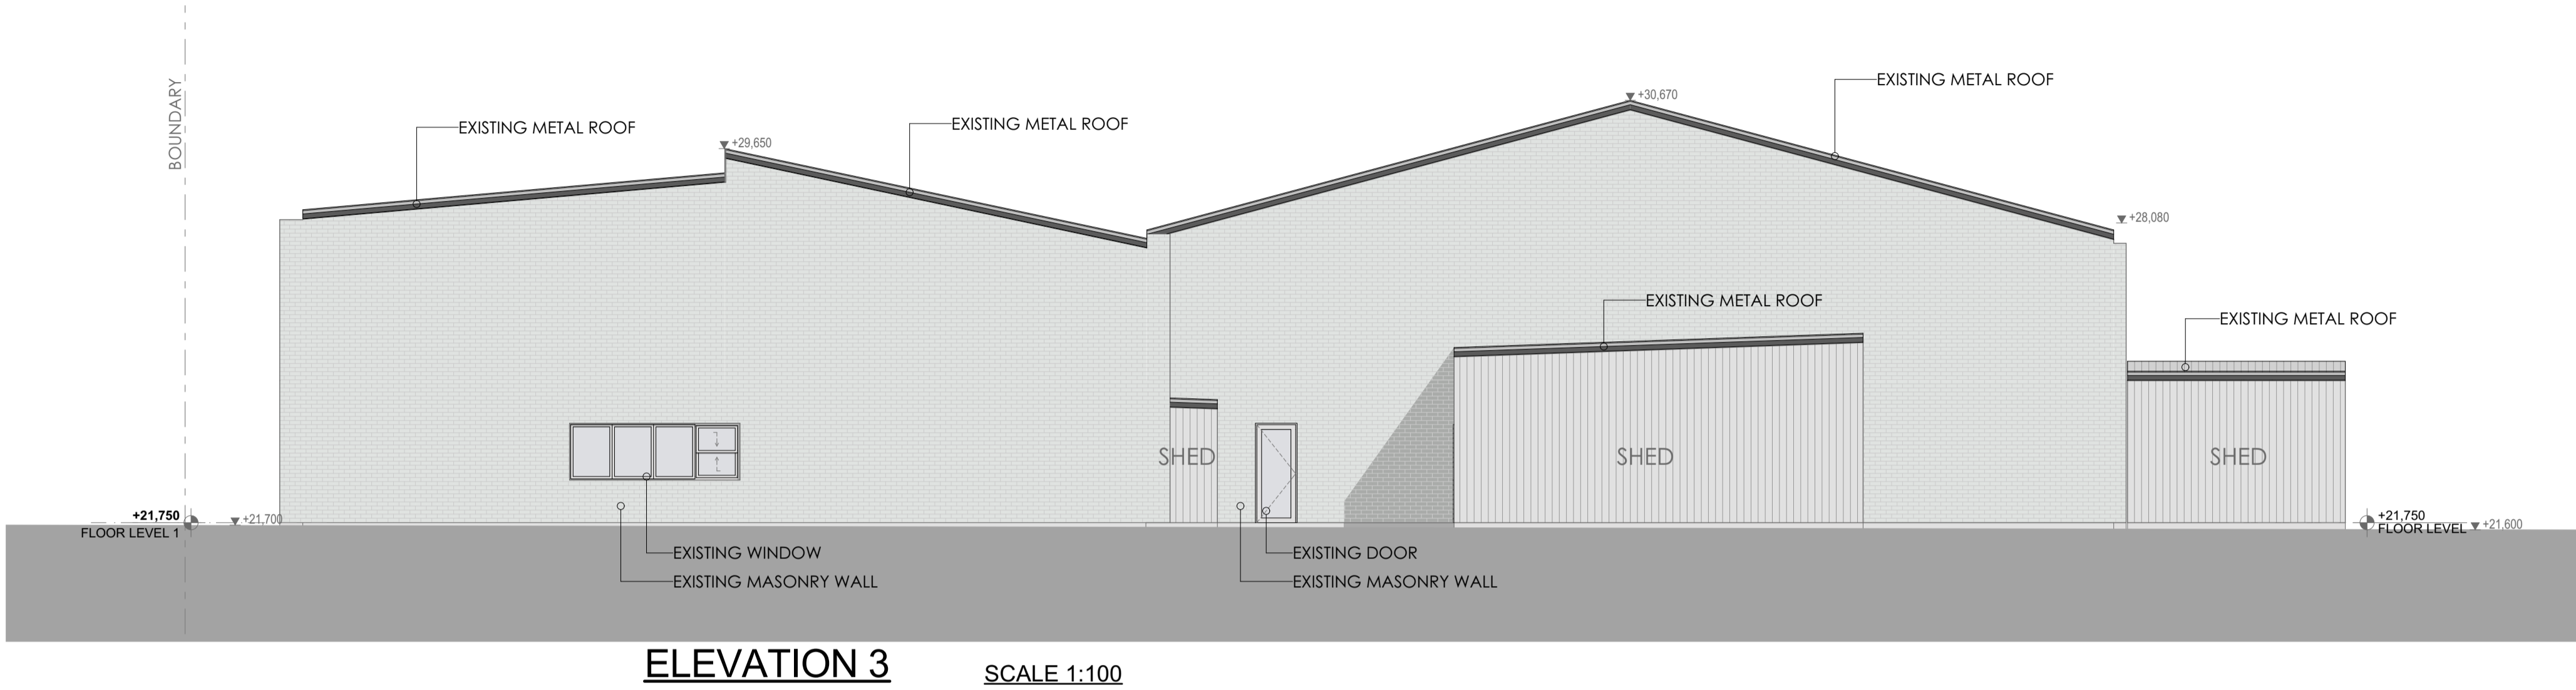 BOUNDARY
EXISTING METAL ROOF
+29,650
EXISTING METAL ROOF
+30,670
EXISTING METAL ROOF
+28,080
EXISTING METAL ROOF
EXISTING METAL ROOF
SHED
SHED
SHED
+21,750
FLOOR LEVEL 1
+21,700
+21,750
FLOOR LEVEL
+21,600
EXISTING WINDOW
EXISTING MASONRY WALL
EXISTING DOOR
EXISTING MASONRY WALL
ELEVATION 3
SCALE 1:100